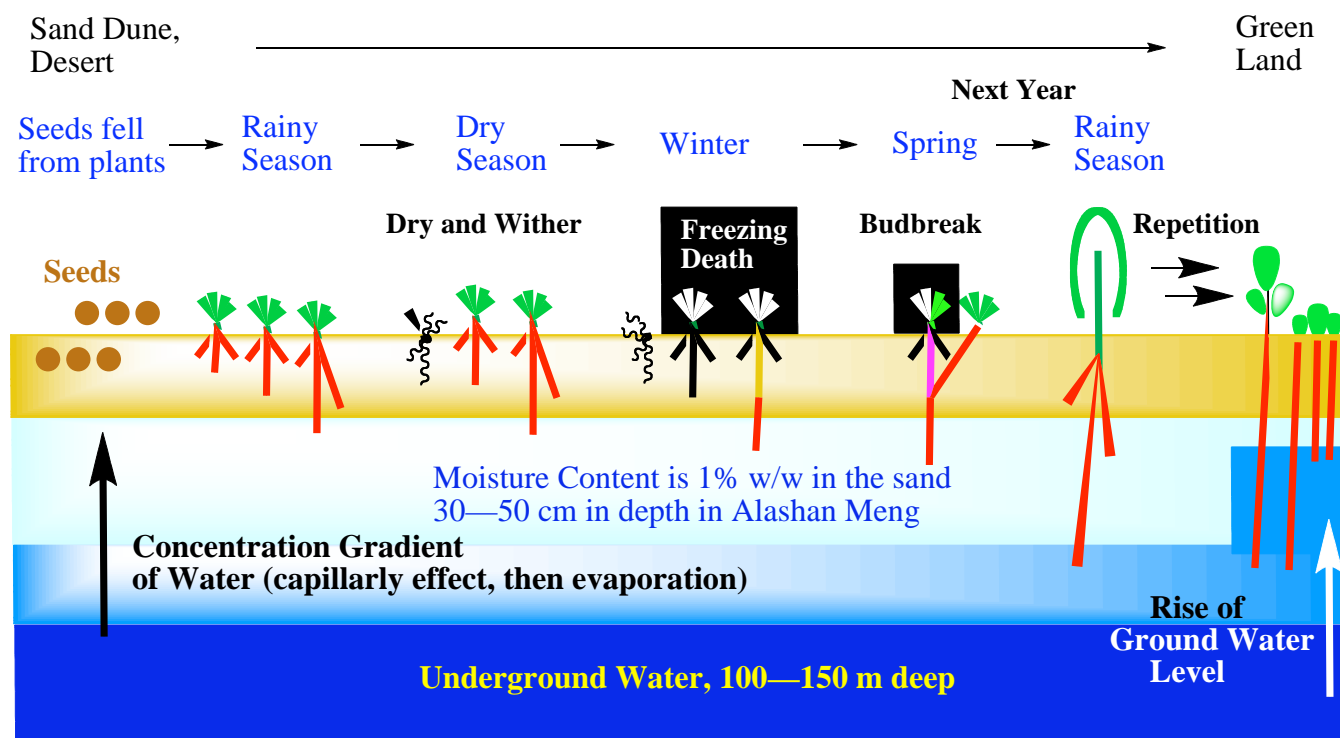 Sand Dune,
Desert
Green
Land
Next Year
Seeds fell
from plants
Rainy
Season
Dry
Season
Winter
Spring
Rainy
Season
Dry and Wither
Freezing
Death
Budbreak
Repetition
Seeds
Moisture Content is 1% w/w in the sand
30—50 cm in depth in Alashan Meng
Concentration Gradient
of Water (capillarly effect, then evaporation)
Rise of
Ground Water
Level
Underground Water, 100—150 m deep